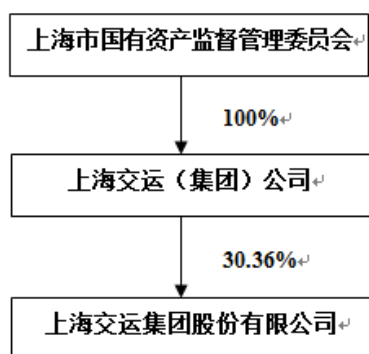 上海市国有资产监督管理委员会
100%
上海交运（集团）公司
30.36%
上海交运集团股份有限公司